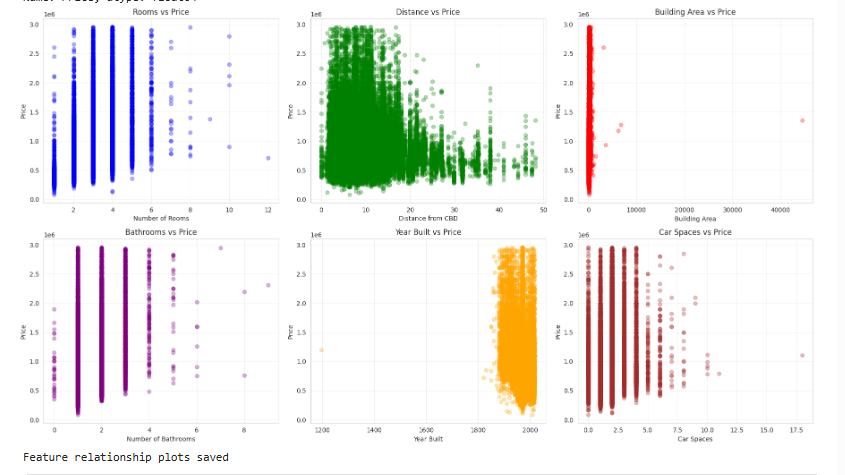 Rooms vs Price
Distance vs Price
Building Area vs Price
1e6
1e6
1e6
3.0
2.5
2.0
1.5
1.0
0.5
0.0
Price
2 4 6 8 10 12
Number of Rooms
3.0
2.5
2.0
1.5
1.0
0.5
0.0
Price
0 10 20 30 40 50
Distance from CBD
3.0
2.5
2.0
1.5
1.0
0.5
0.0
Price
0 10000 20000 30000 40000
Building Area
Bathrooms vs Price
Year Built vs Price
Car Spaces vs Price
1e6
1e6
1e6
3.0
2.5
2.0
1.5
1.0
0.5
0.0
Price
0 2 4 6 8
Number of Bathrooms
3.0
2.5
2.0
1.5
1.0
0.5
0.0
Price
1200 1400 1600 1800 2000
Year Built
3.0
2.5
2.0
1.5
1.0
0.5
0.0
Price
0.0 2.5 5.0 7.5 10.0 12.5 15.0 17.5
Car Spaces
Feature relationship plots saved